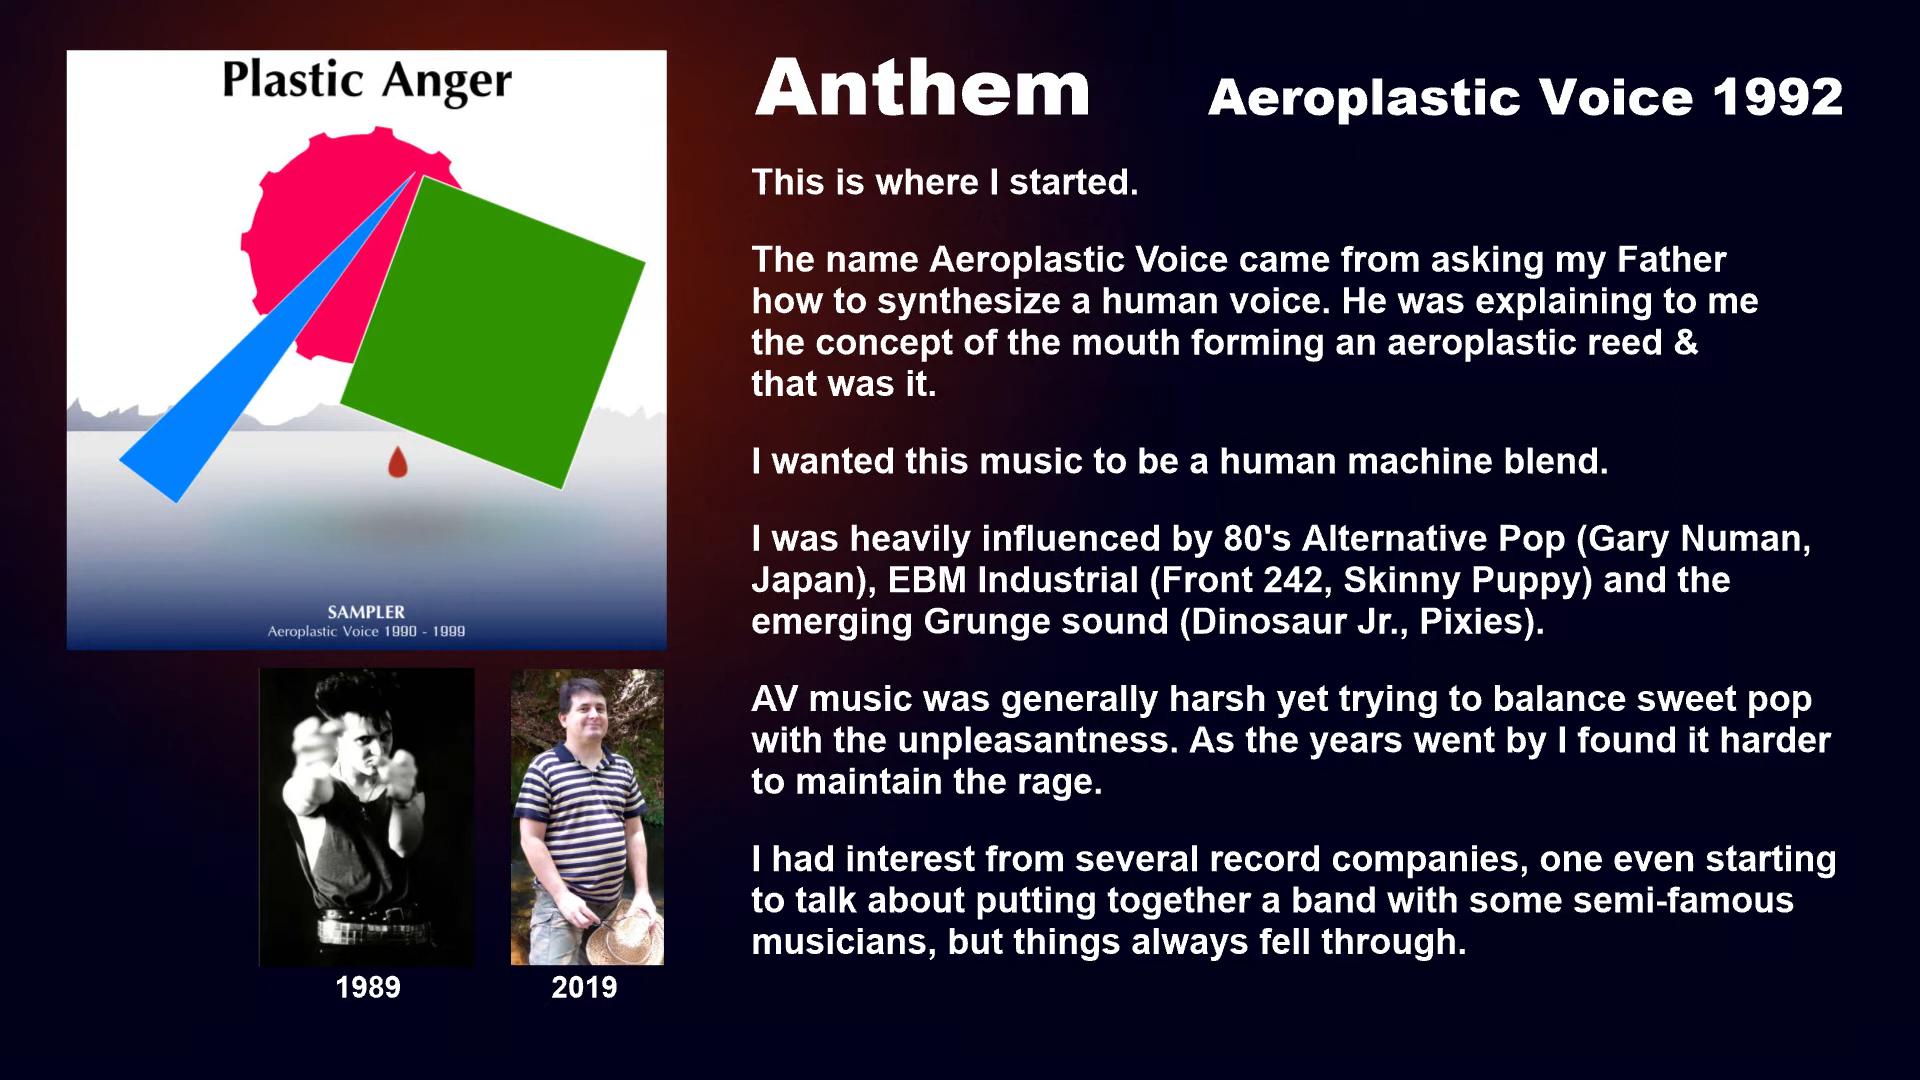 Plastic Anger
SAMPLER
Aeroplastic Voice 1990 - 1999
1989
2019
Anthem
Aeroplastic Voice 1992
This is where I started.
The name Aeroplastic Voice came from asking my Father
how to synthesize a human voice. He was explaining to me
the concept of the mouth forming an aeroplastic reed &
that was it.
I wanted this music to be a human machine blend.
I was heavily influenced by 80's Alternative Pop (Gary Numan,
Japan), EBM Industrial (Front 242, Skinny Puppy) and the
emerging Grunge sound (Dinosaur Jr., Pixies).
AV music was generally harsh yet trying to balance sweet pop
with the unpleasantness. As the years went by I found it harder
to maintain the rage.
I had interest from several record companies, one even starting
to talk about putting together a band with some semi-famous
musicians, but things always fell through.